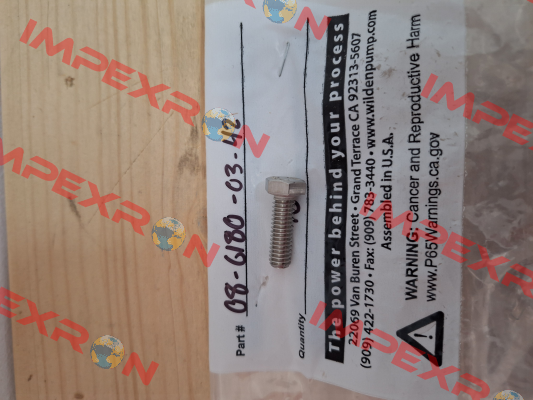 Part # 08-6180-03-42
Quantity
The power behind your process
22069 Van Buren Street • Grand Terrace CA 92313-5607
(909) 422-1730 • Fax: (909) 783-3440 • www.wildenpump.com
Assembled in U.S.A.
WARNING: Cancer and Reproductive Harm
www.P65Warnings.ca.gov
IMPEXRON
IMPEXRON
IMPEXRON
IMPEXRON
IMPEXRON
IMPEXRON